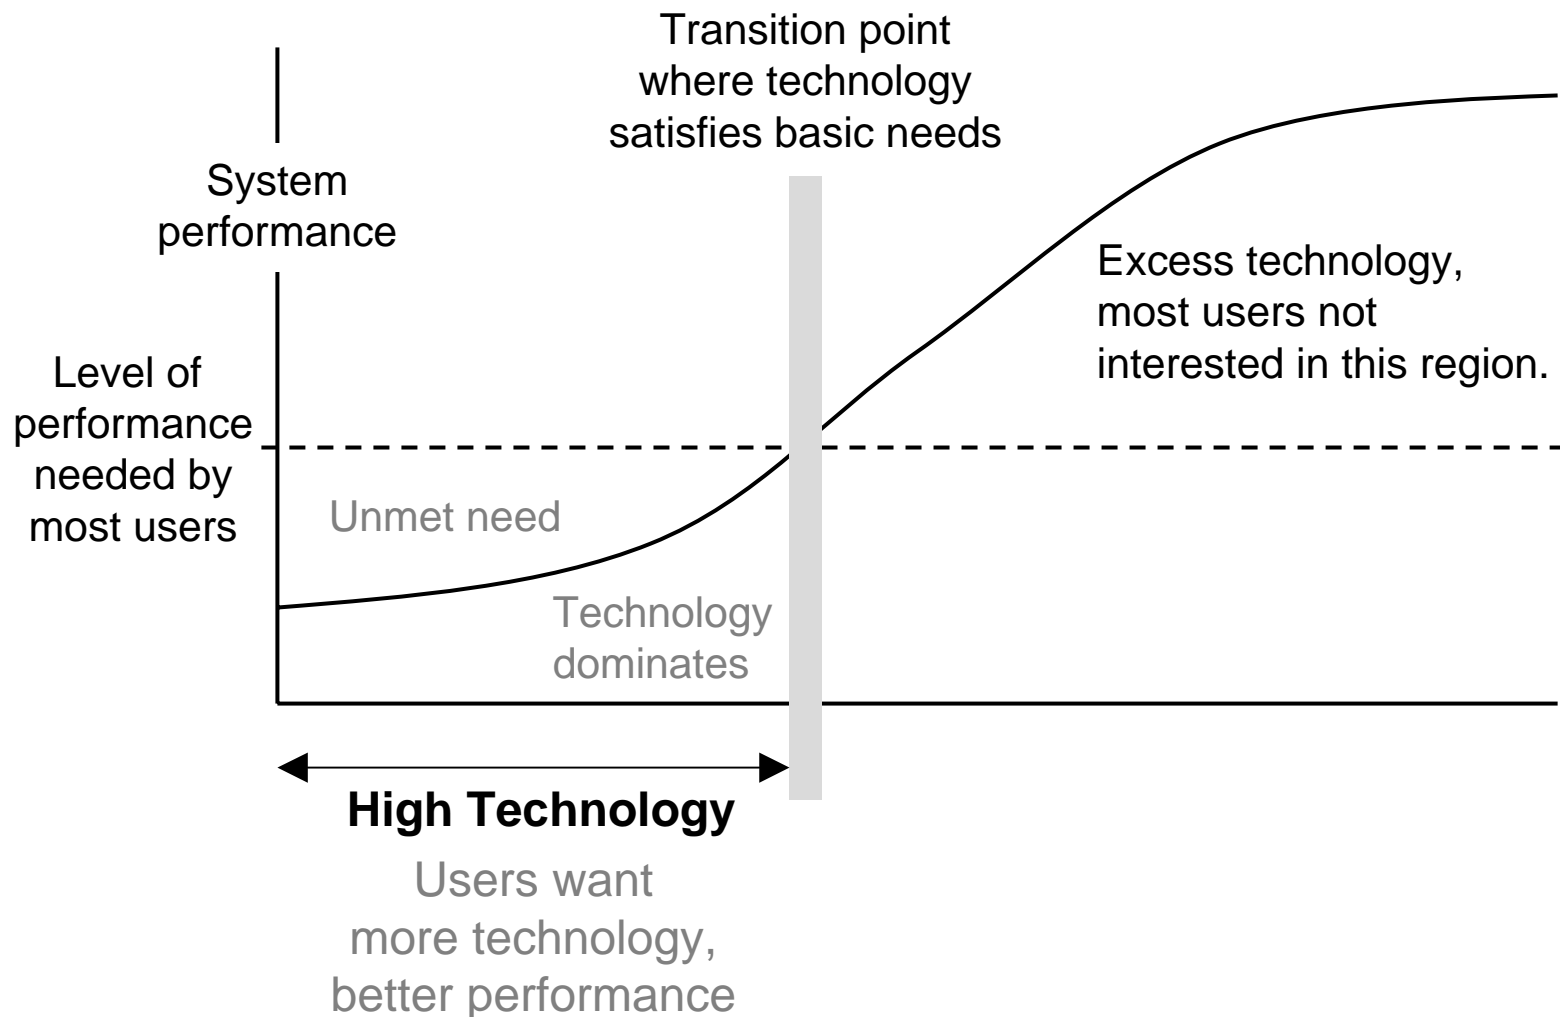 Transition point
where technology
satisfies basic needs
System
performance
Excess technology,
most users not
interested in this region.
Level of
performance
needed by
most users
Unmet need
Technology
dominates
High Technology
Users want
more technology,
better performance